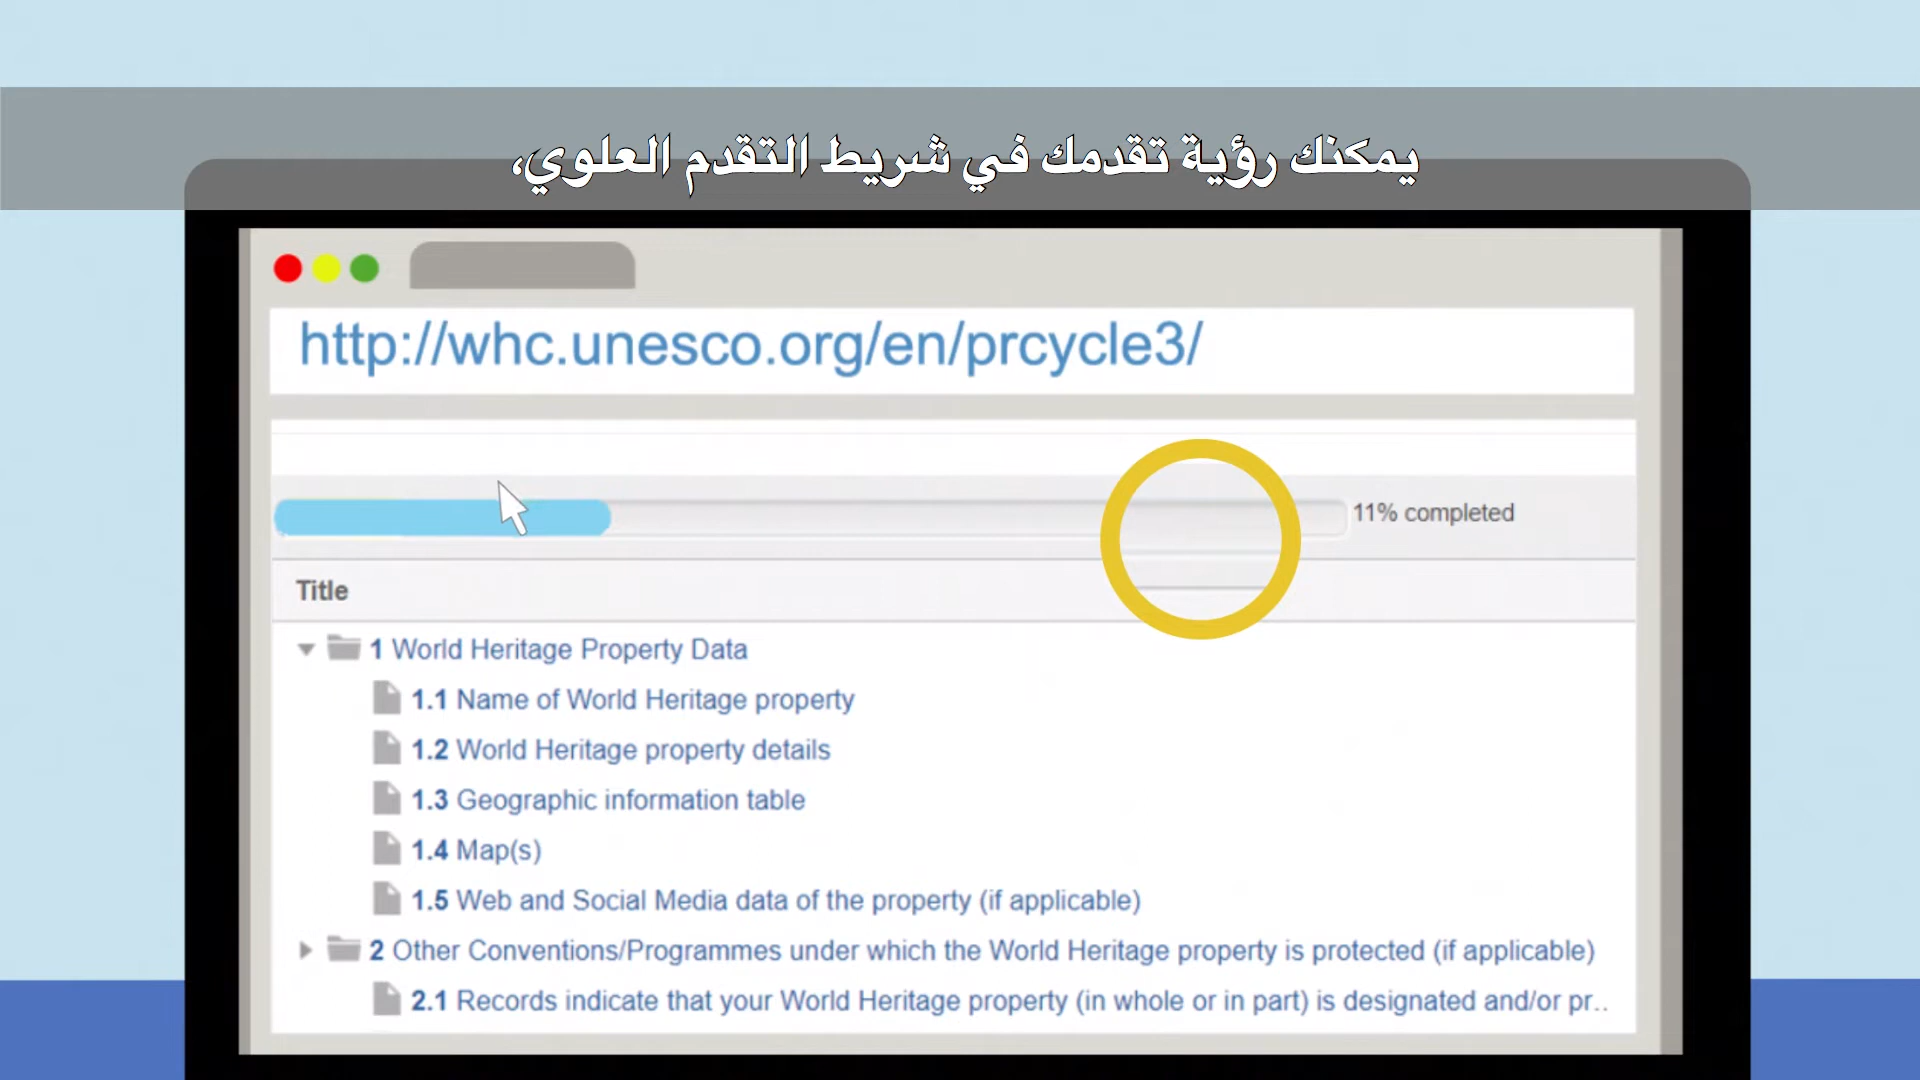 يمكنك رؤية تقدمك في شريط التقدم العلوي،
http://whc.unesco.org/en/prcycle3/
11% completed
Title
1 World Heritage Property Data
1.1 Name of World Heritage property
1.2 World Heritage property details
1.3 Geographic information table
1.4 Map(s)
1.5 Web and Social Media data of the property (if applicable)
2 Other Conventions/Programmes under which the World Heritage property is protected (if applicable)
2.1 Records indicate that your World Heritage property (in whole or in part) is designated and/or pr..